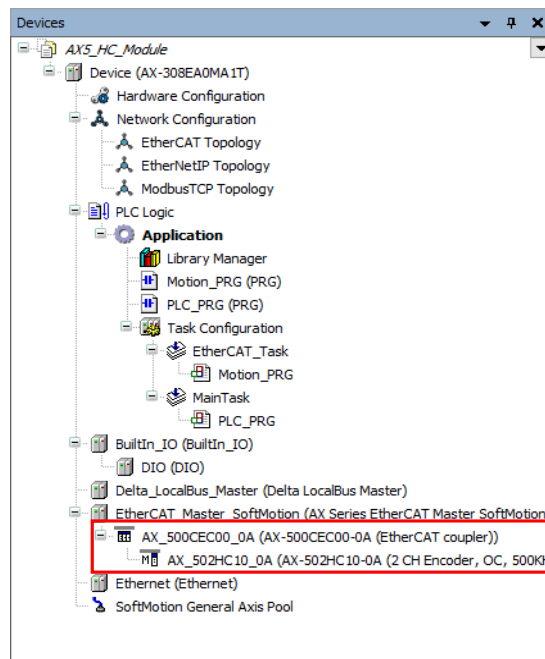 Devices
AX5_HC_Module
Device (AX-308EA0MA1T)
Hardware Configuration
Network Configuration
EtherCAT Topology
EtherNetIP Topology
ModbusTCP Topology
PLC Logic
Application
Library Manager
Motion_PRG (PRG)
PLC_PRG (PRG)
Task Configuration
EtherCAT_Task
Motion_PRG
MainTask
PLC_PRG
BuiltIn_IO (BuiltIn_IO)
DIO (DIO)
Delta_LocalBus_Master (Delta LocalBus Master)
EtherCAT_Master_SoftMotion (AX Series EtherCAT Master SoftMotion
AX_500CEC00_0A (AX-500CEC00-0A (EtherCAT coupler))
AX_502HC10_0A (AX-502HC10-0A (2 CH Encoder, OC, 500K
Ethernet (Ethernet)
SoftMotion General Axis Pool